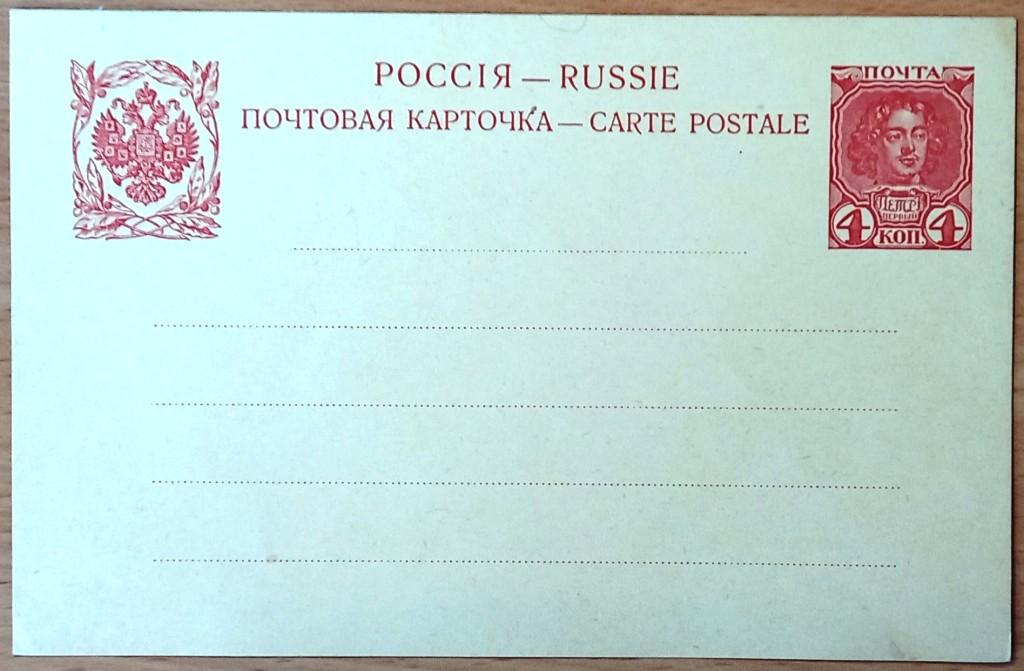 РОССІЯ — RUSSIE
ПОЧТОВАЯ КАРТОЧКА — CARTE POSTALE
ПОЧТА
ПЕТРЪ
ПЕРВЫЙ
4 КОП. 4